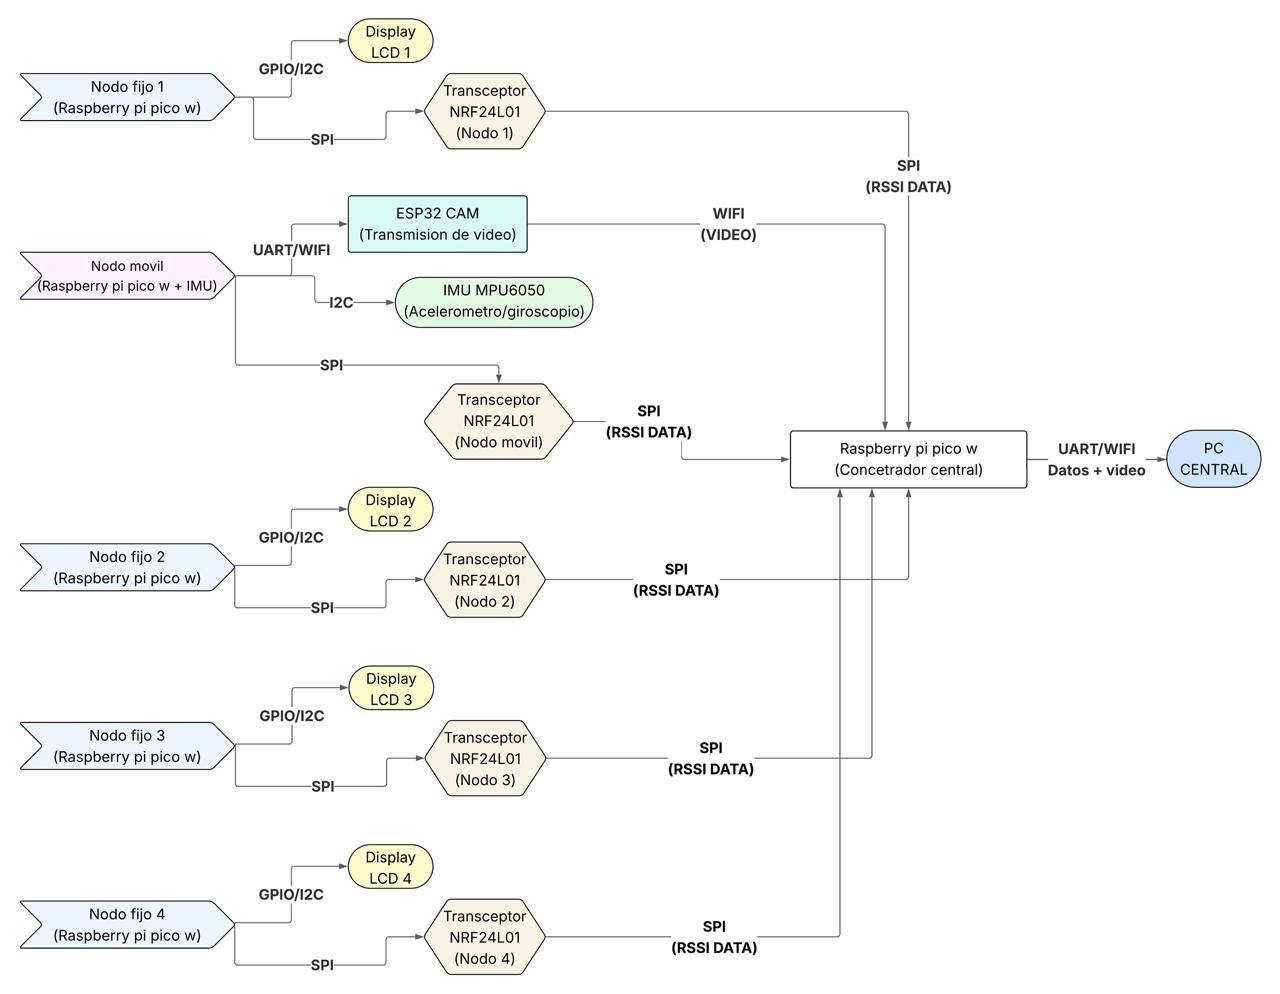 Display
LCD 1
GPIO/I2C
Nodo fijo 1
(Raspberry pi pico w)
SPI
Transceptor
NRF24L01
(Nodo 1)
SPI
(RSSI DATA)
ESP32 CAM
(Transmision de video)
WIFI
(VIDEO)
UART/WIFI
Nodo movil
(Raspberry pi pico w + IMU)
I2C
IMU MPU6050
(Acelerometro/giroscopio)
SPI
Transceptor
NRF24L01
(Nodo movil)
SPI
(RSSI DATA)
Raspberry pi pico w
(Concetrador central)
UART/WIFI
Datos + video
PC
CENTRAL
Display
LCD 2
GPIO/I2C
Nodo fijo 2
(Raspberry pi pico w)
SPI
Transceptor
NRF24L01
(Nodo 2)
SPI
(RSSI DATA)
Display
LCD 3
GPIO/I2C
Nodo fijo 3
(Raspberry pi pico w)
SPI
Transceptor
NRF24L01
(Nodo 3)
SPI
(RSSI DATA)
Display
LCD 4
GPIO/I2C
Nodo fijo 4
(Raspberry pi pico w)
SPI
Transceptor
NRF24L01
(Nodo 4)
SPI
(RSSI DATA)